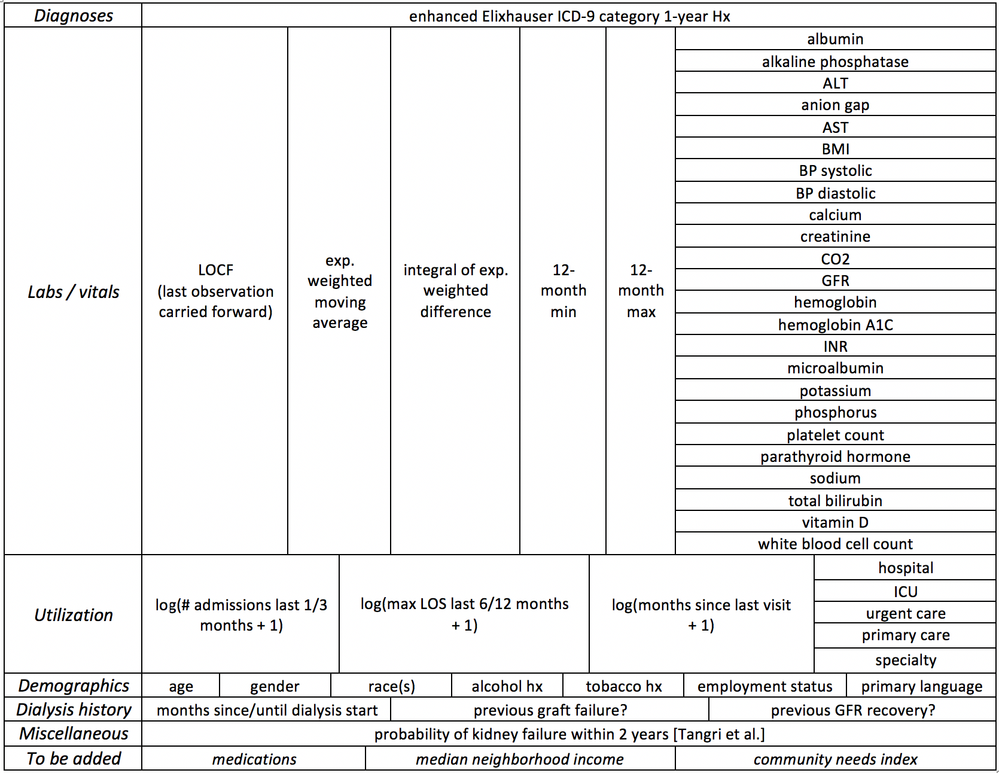 Diagnoses
enhanced Elixhauser ICD-9 category 1-year Hx
Labs / vitals
LOCF
(last observation
carried forward)
exp.
weighted
moving
average
integral of exp.
weighted
difference
12-
month
min
12-
month
max
albumin
alkaline phosphatase
ALT
anion gap
AST
BMI
BP systolic
BP diastolic
calcium
creatinine
CO2
GFR
hemoglobin
hemoglobin A1C
INR
microalbumin
potassium
phosphorus
platelet count
parathyroid hormone
sodium
total bilirubin
vitamin D
white blood cell count
Utilization
log(# admissions last 1/3
months + 1)
log(max LOS last 6/12 months
+ 1)
log(months since last visit
+ 1)
hospital
ICU
urgent care
primary care
specialty
Demographics
age
gender
race(s)
alcohol hx
tobacco hx
employment status
primary language
Dialysis history
months since/until dialysis start
previous graft failure?
previous GFR recovery?
Miscellaneous
probability of kidney failure within 2 years [Tangri et al.]
To be added
medications
median neighborhood income
community needs index